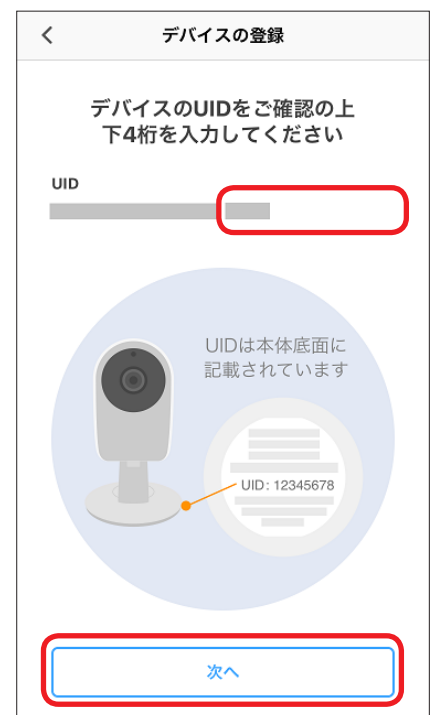 デバイスの登録
デバイスのUIDをご確認の上
下4桁を入力してください
UID
UIDは本体底面に
記載されています
UID: 12345678
次へ